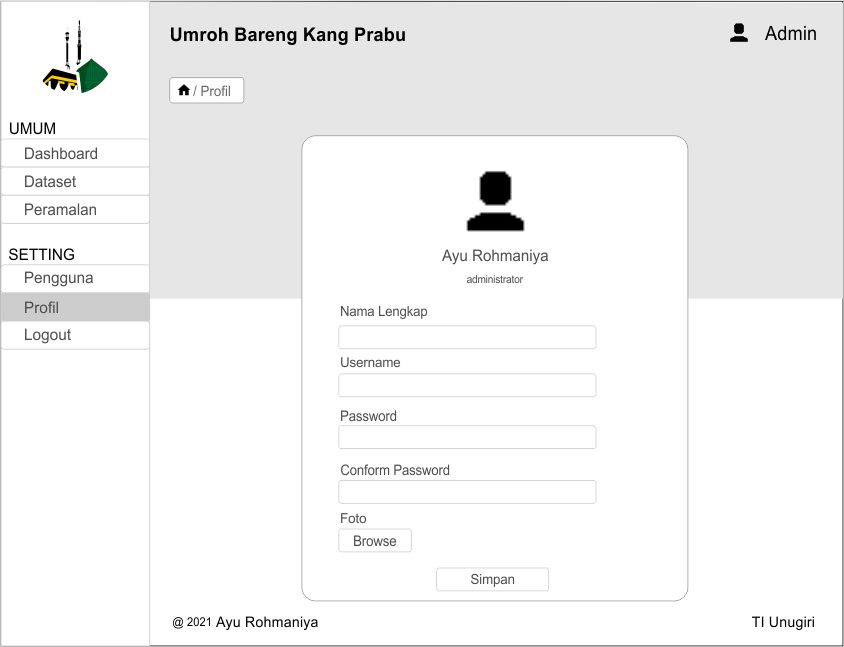 Umroh Bareng Kang Prabu
Admin
/ Profil
UMUM
Dashboard
Dataset
Peramalan
SETTING
Pengguna
Profil
Logout
Ayu Rohmaniya
administrator
Nama Lengkap
Username
Password
Conform Password
Foto
Browse
Simpan
@ 2021 Ayu Rohmaniya
TI Unugiri